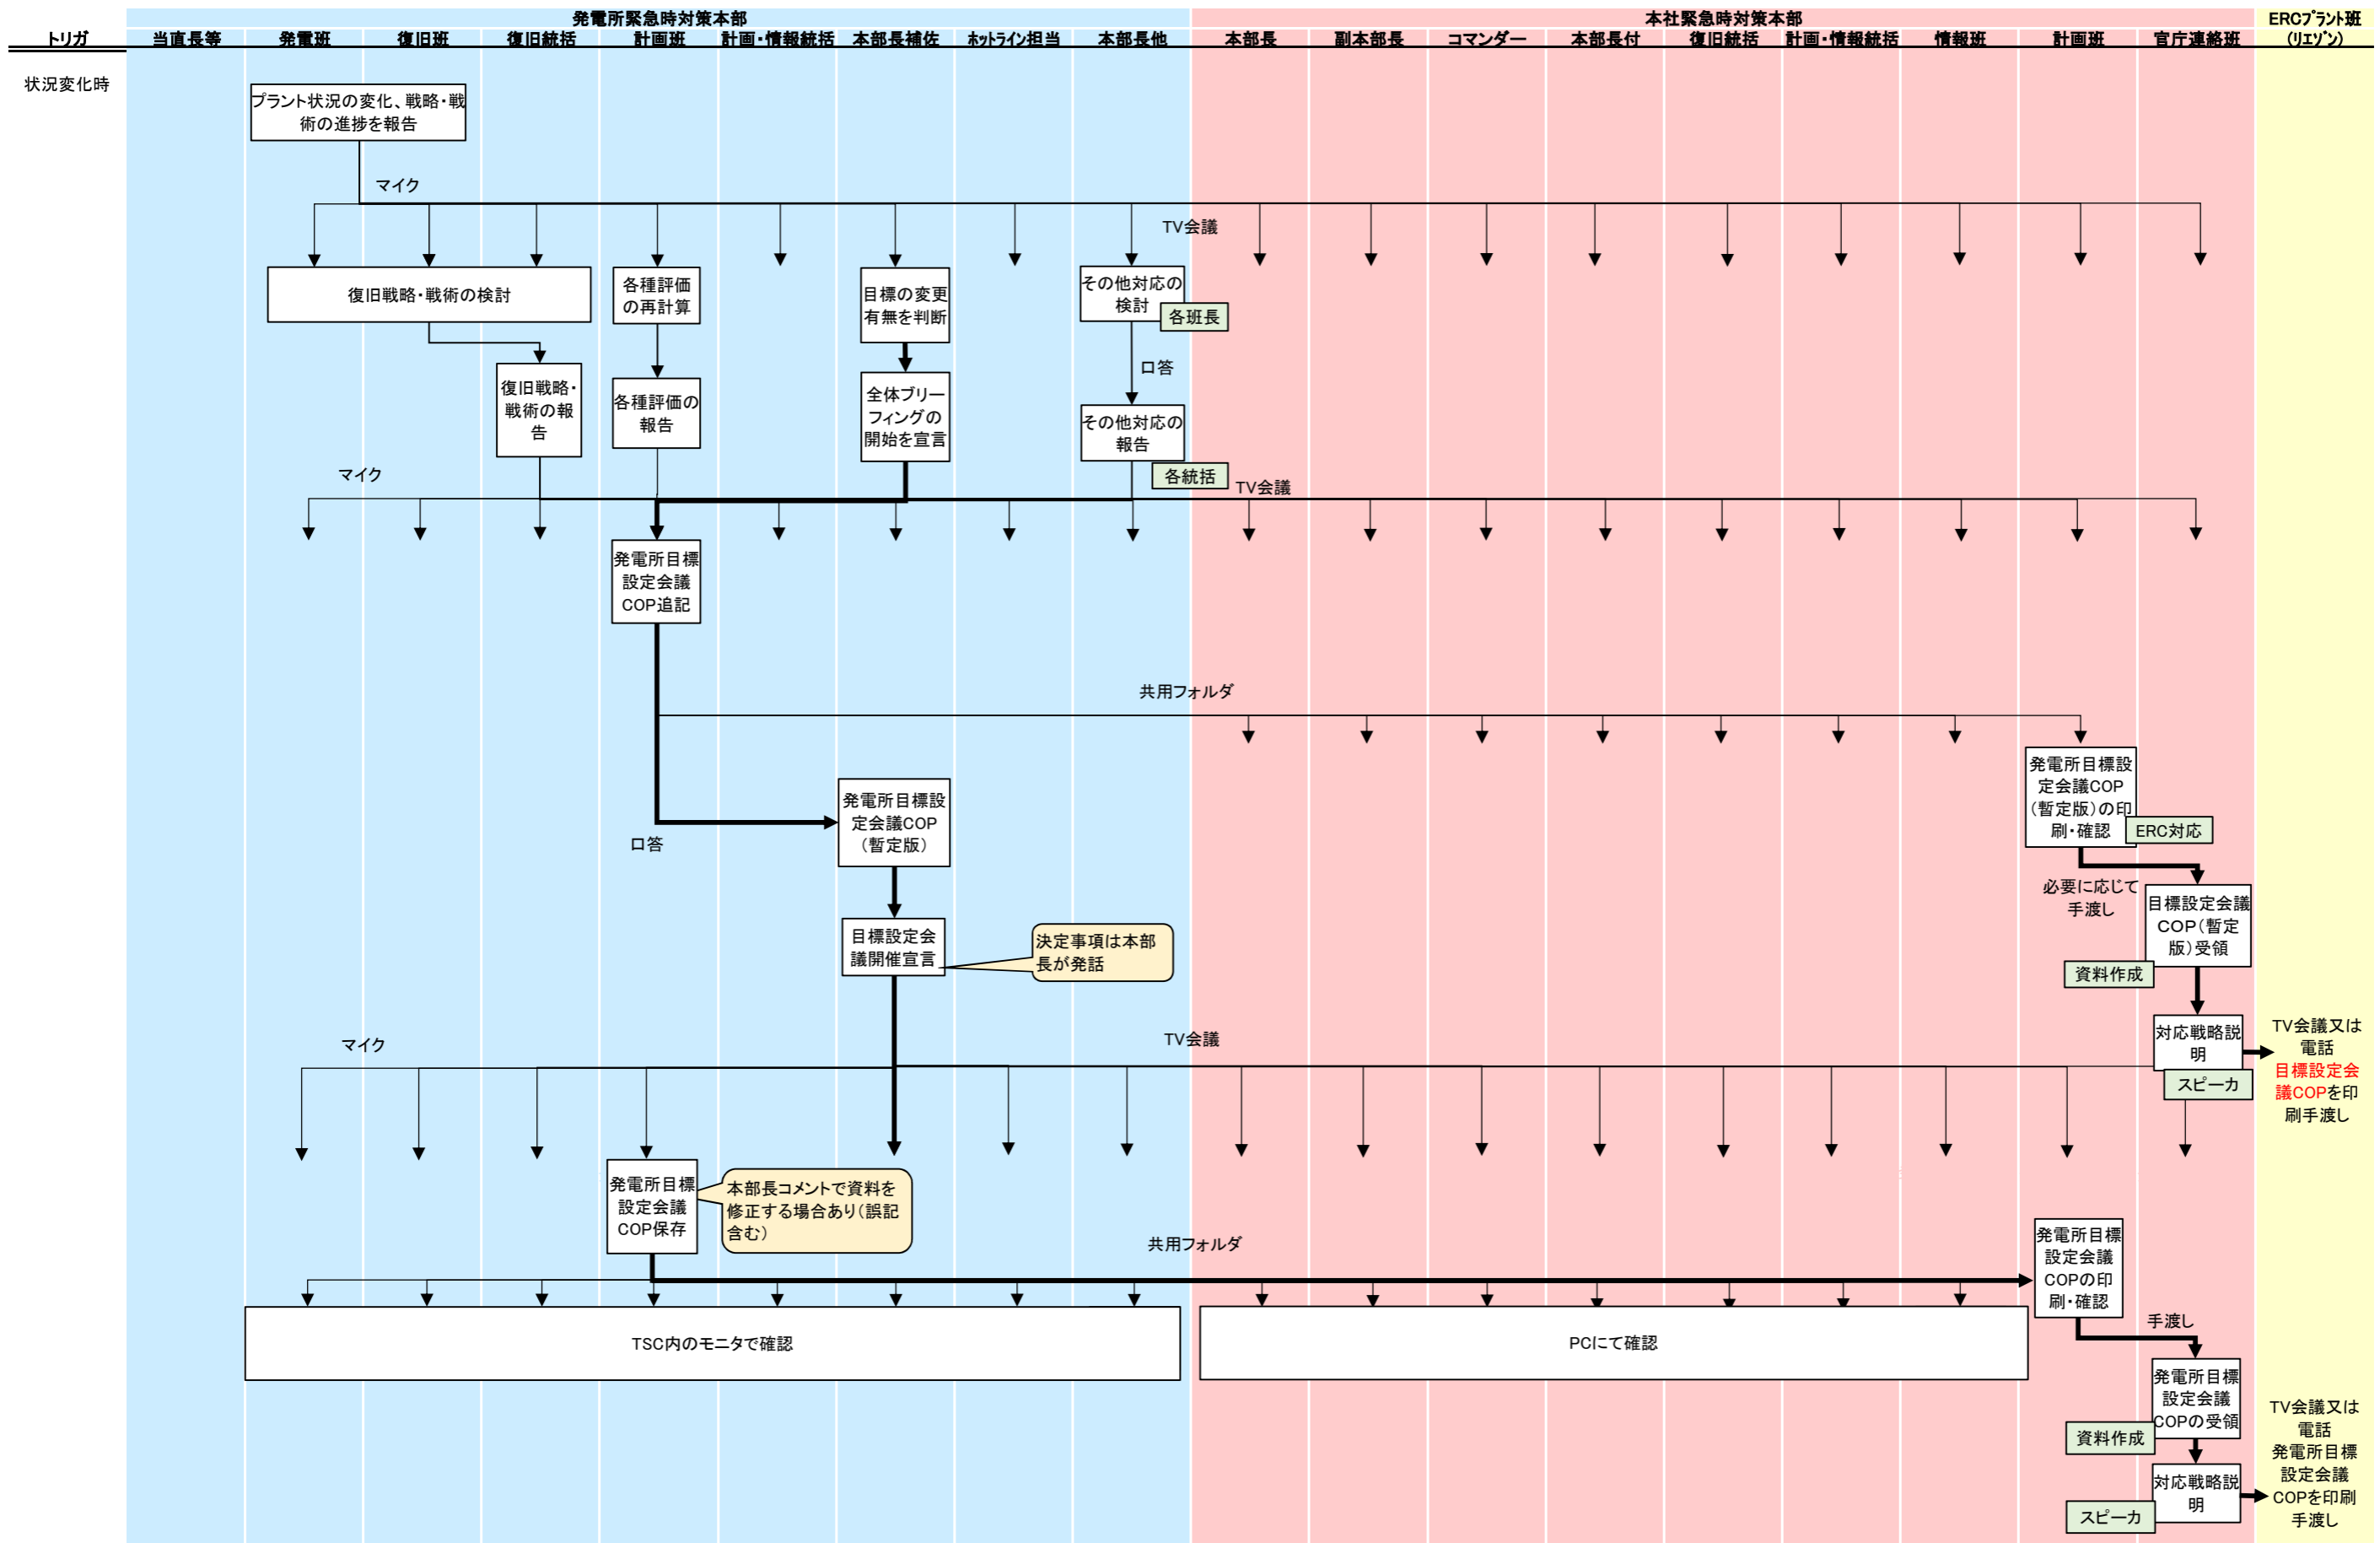 発電所緊急時対策本部
本社緊急時対策本部
ERCﾌﾟﾗﾝﾄ班
(ﾘｴｿﾞﾝ)
トリガ
当直長等
発電班
復旧班
復旧統括
計画班
計画・情報統括
本部長補佐
ﾎｯﾄﾗｲﾝ担当
本部長他
本部長
副本部長
コマンダー
本部長付
復旧統括
計画・情報統括
情報班
計画班
官庁連絡班
状況変化時
プラント状況の変化、戦略・戦
術の進捗を報告
マイク
TV会議
復旧戦略・戦術の検討
各種評価
の再計算
目標の変更
有無を判断
その他対応の
検討
各班長
口答
復旧戦略・
戦術の報
告
各種評価の
報告
全体ブリー
フィングの
開始を宣言
その他対応の
報告
各統括
マイク
TV会議
発電所目標
設定会議
COP追記
共用フォルダ
発電所目標設
定会議COP
（暫定版）の印
刷・確認
ERC対応
発電所目標設
定会議COP
（暫定版）
口答
必要に応じて
手渡し
目標設定会議
COP（暫定
版）受領
資料作成
目標設定会
議開催宣言
決定事項は本部
長が発話
マイク
TV会議
対応戦略説
明
スピーカ
TV会議又は
電話
目標設定会
議COPを印
刷手渡し
発電所目標
設定会議
COP保存
本部長コメントで資料を
修正する場合あり（誤記
含む）
共用フォルダ
発電所目標
設定会議
COPの印
刷・確認
TSC内のモニタで確認
PCにて確認
手渡し
発電所目標
設定会議
COPの受領
資料作成
対応戦略説
明
スピーカ
TV会議又は
電話
発電所目標
設定会議
COPを印刷
手渡し